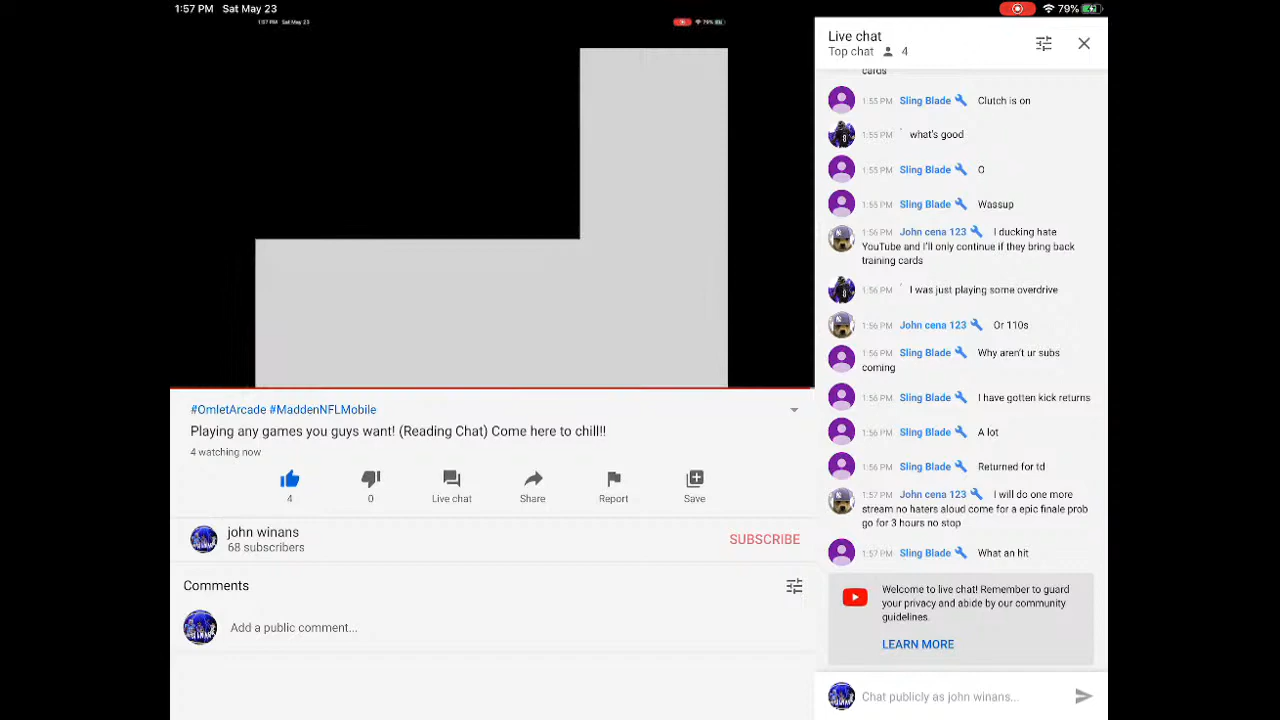 1:57 PM Sat May 23
79%
1:57 PM Sat May 23
79%
#OmletArcade #MaddenNFLMobile
Playing any games you guys want! (Reading Chat) Come here to chill!!
4 watching now
4
0
Live chat
Share
Report
Save
john winans
68 subscribers
SUBSCRIBE
Comments
Add a public comment...
Live chat
Top chat 4
cards
1:55 PM Sling Blade Clutch is on
1:55 PM ` what's good
1:55 PM Sling Blade O
1:55 PM Sling Blade Wassup
1:56 PM John cena 123 I ducking hate
YouTube and I'll only continue if they bring back
training cards
1:56 PM ` I was just playing some overdrive
1:56 PM John cena 123 Or 110s
1:56 PM Sling Blade Why aren't ur subs
coming
1:56 PM Sling Blade I have gotten kick returns
1:56 PM Sling Blade A lot
1:56 PM Sling Blade Returned for td
1:57 PM John cena 123 I will do one more
stream no haters aloud come for a epic finale prob
go for 3 hours no stop
1:57 PM Sling Blade What an hit
Welcome to live chat! Remember to guard
your privacy and abide by our community
guidelines.
LEARN MORE
Chat publicly as john winans...